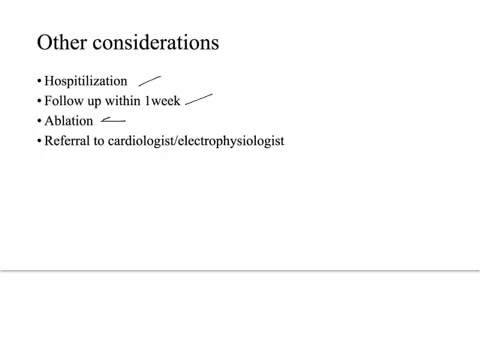 Other considerations
• Hospitilization
• Follow up within 1week
• Ablation
• Referral to cardiologist/electrophysiologist